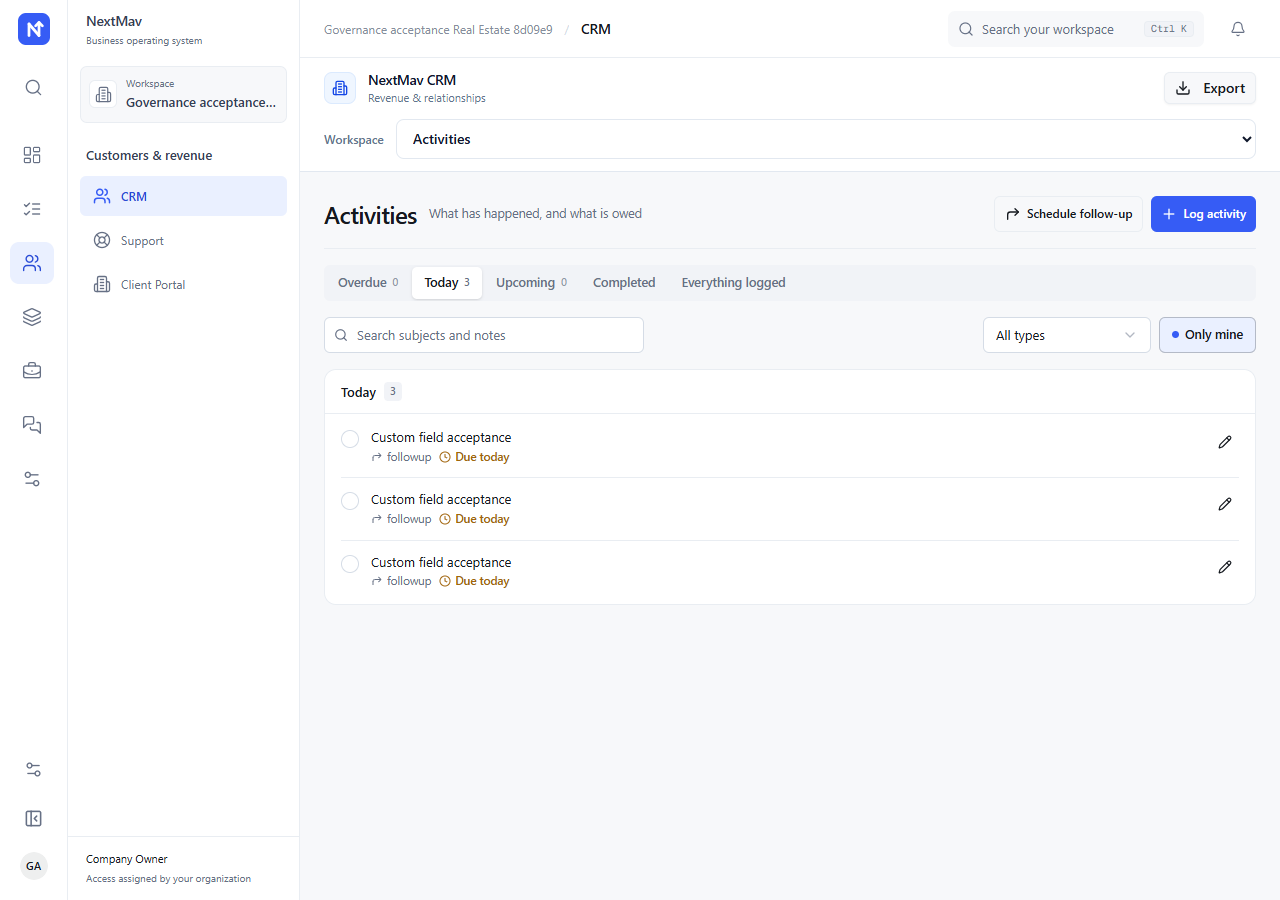 NextMav
Business operating system
Workspace
Governance acceptance...
Customers & revenue
CRM
Support
Client Portal
Company Owner
Access assigned by your organization
GA
Governance acceptance Real Estate 8d09e9 / CRM
Search your workspace Ctrl K
NextMav CRM
Revenue & relationships
Export
Workspace Activities
Activities What has happened, and what is owed
Schedule follow-up
Log activity
Overdue 0 Today 3 Upcoming 0 Completed Everything logged
Search subjects and notes
All types
Only mine
Today 3
Custom field acceptance
followup Due today
Custom field acceptance
followup Due today
Custom field acceptance
followup Due today